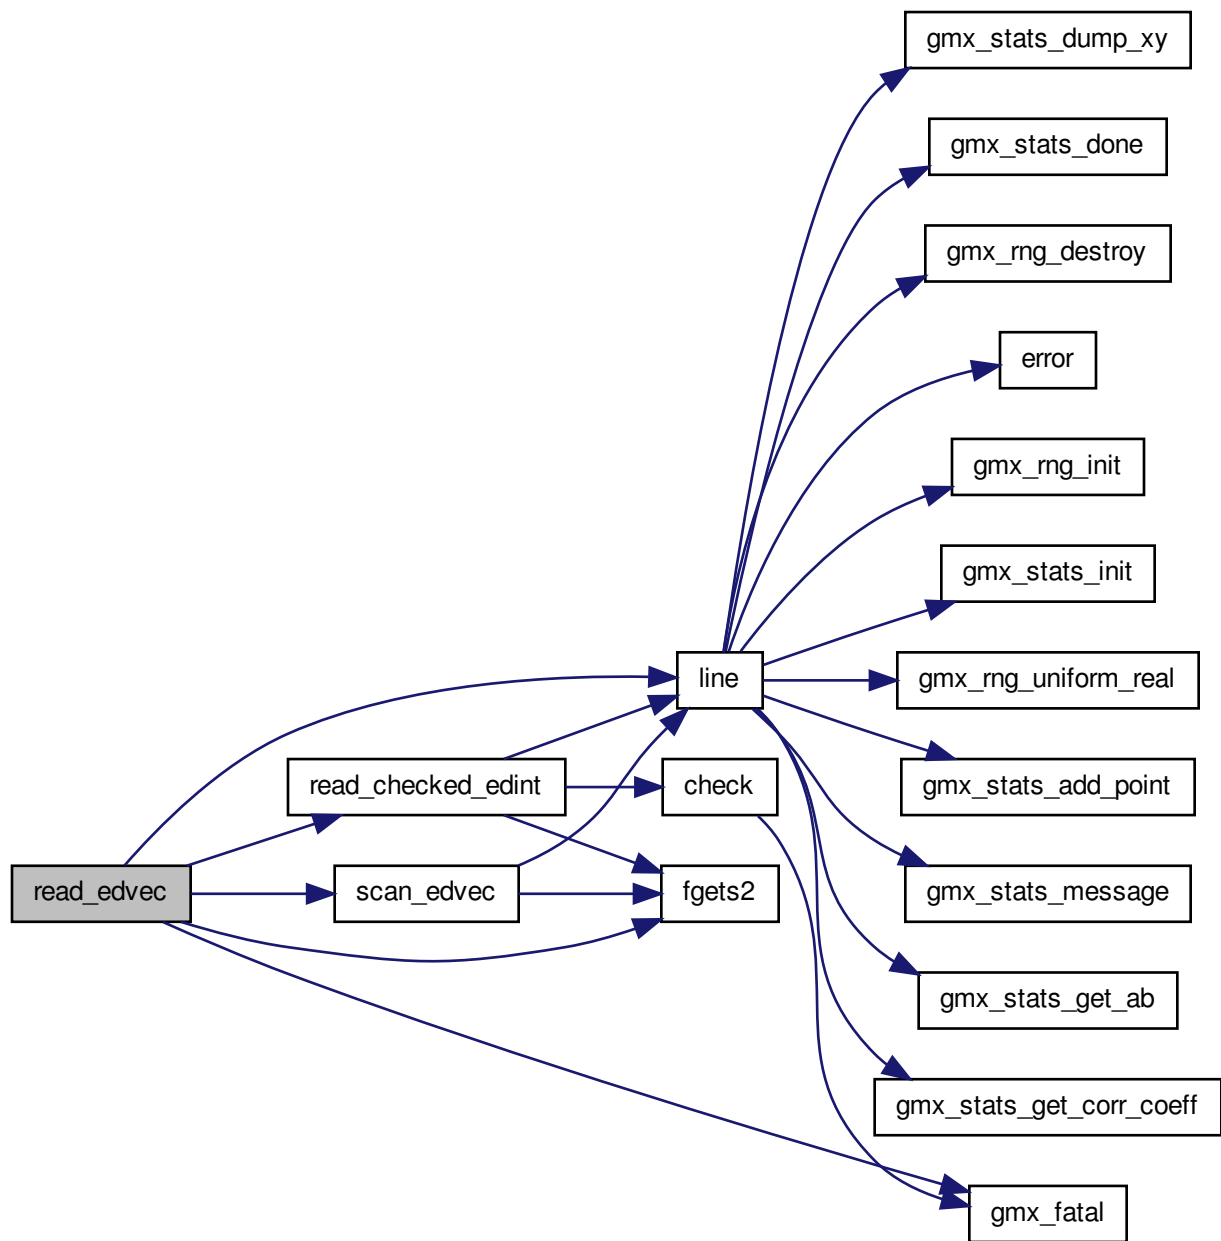 gmx_stats_dump_xy
gmx_stats_done
gmx_rng_destroy
error
gmx_rng_init
gmx_stats_init
line
gmx_rng_uniform_real
read_checked_edint
check
gmx_stats_add_point
read_edvec
scan_edvec
fgets2
gmx_stats_message
gmx_stats_get_ab
gmx_stats_get_corr_coeff
gmx_fatal